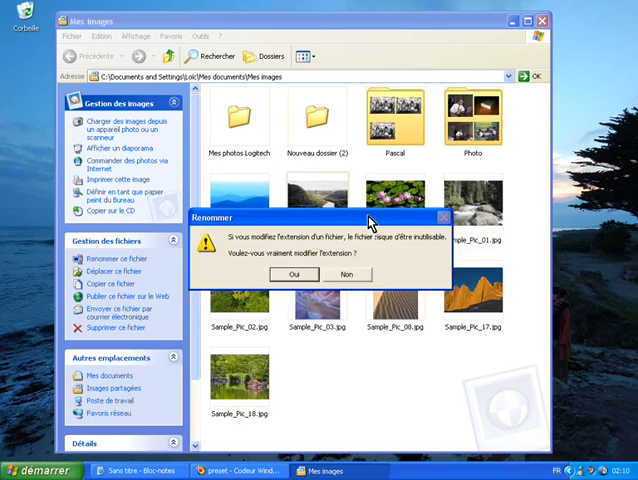 Corbeille
Mes images
Fichier Edition Affichage Favoris Outils ?
Précédente Rechercher Dossiers
Adresse C:\Documents and Settings\Loïc\Mes documents\Mes images OK
Gestion des images
Charger des images depuis
un appareil photo ou un
scanneur
Afficher un diaporama
Commander des photos via
Internet
Imprimer cette image
Définir en tant que papier
peint du Bureau
Copier sur le CD
Gestion des fichiers
Renommer ce fichier
Déplacer ce fichier
Copier ce fichier
Publier ce fichier sur le Web
Envoyer ce fichier par
courrier électronique
Supprimer ce fichier
Autres emplacements
Mes documents
Images partagées
Poste de travail
Favoris réseau
Détails
Mes photos Logitech Nouveau dossier (2) Pascal Photo
_Pic_01.jpg
Renommer
Si vous modifiez l'extension d'un fichier, le fichier risque d'être inutilisable.
Voulez-vous vraiment modifier l'extension ?
Oui Non
Sample_Pic_02.jpg Sample_Pic_03.jpg Sample_Pic_08.jpg Sample_Pic_17.jpg
Sample_Pic_18.jpg
démarrer Sans titre - Bloc-notes preset - Codeur Wind... Mes images FR 02:10